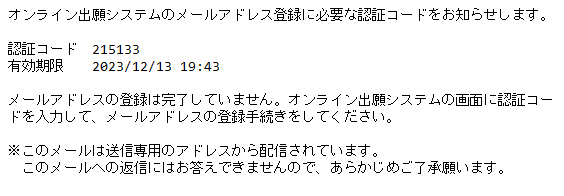 オンライン出願システムのメールアドレス登録に必要な認証コードをお知らせします。
認証コード　215133
有効期限　　2023/12/13 19:43
メールアドレスの登録は完了していません。オンライン出願システムの画面に認証コー
ドを入力して、メールアドレスの登録手続きをしてください。
※このメールは送信専用のアドレスから配信されています。
　このメールへの返信にはお答えできませんので、あらかじめご了承願います。